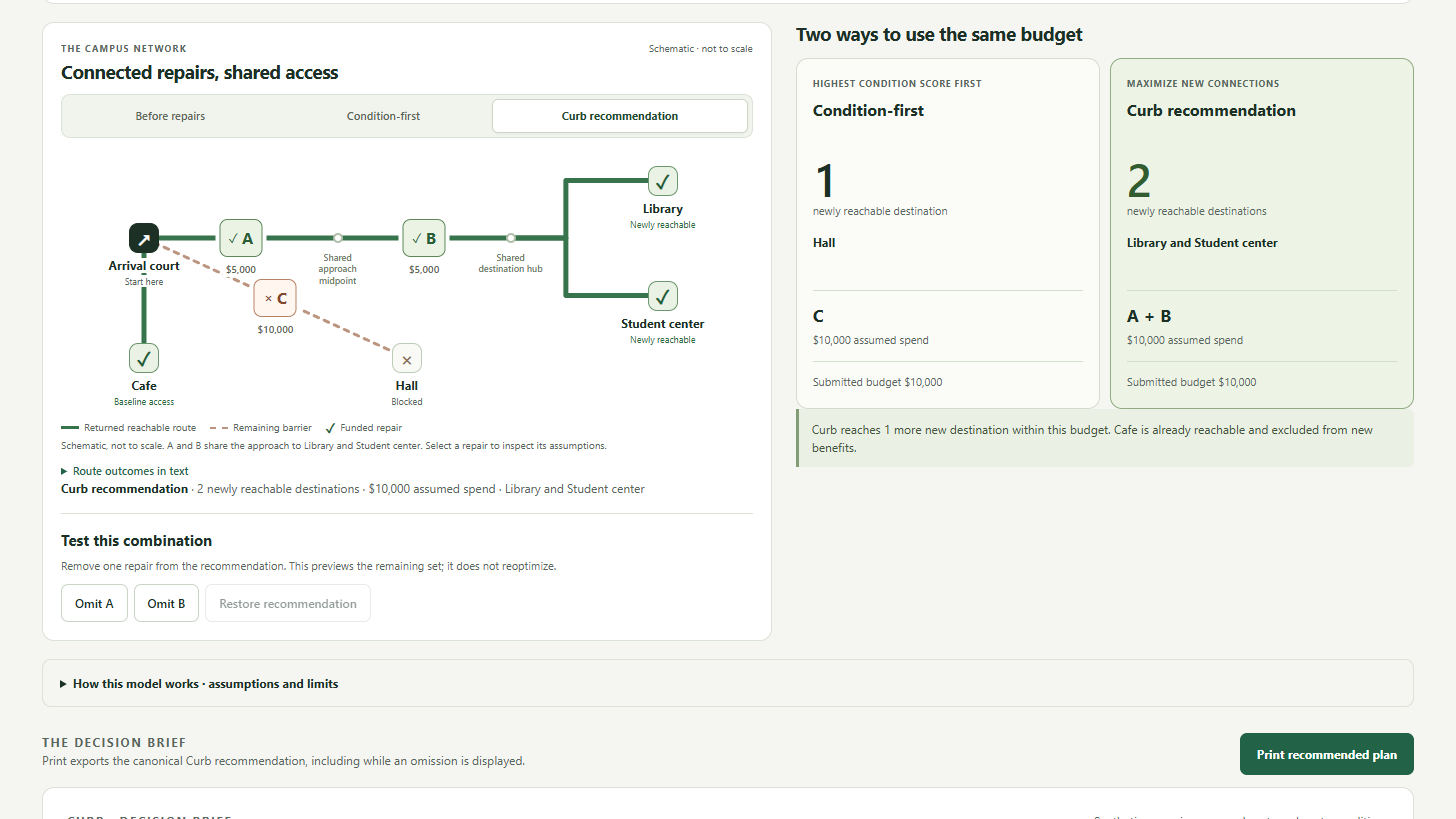 THE CAMPUS NETWORK
Schematic · not to scale
Connected repairs, shared access
Before repairs
Condition-first
Curb recommendation
✓ Library
Newly reachable
↗ Arrival court
Start here
✓ A
$5,000
Shared
approach
midpoint
✓ B
$5,000
Shared
destination hub
× C
$10,000
✓ Student center
Newly reachable
✓ Cafe
Baseline access
× Hall
Blocked
Returned reachable route
Remaining barrier
✓ Funded repair
Schematic, not to scale. A and B share the approach to Library and Student center. Select a repair to inspect its assumptions.
▶ Route outcomes in text
Curb recommendation · 2 newly reachable destinations · $10,000 assumed spend · Library and Student center
Test this combination
Remove one repair from the recommendation. This previews the remaining set; it does not reoptimize.
Omit A
Omit B
Restore recommendation
Two ways to use the same budget
HIGHEST CONDITION SCORE FIRST
Condition-first
1
newly reachable destination
Hall
C
$10,000 assumed spend
Submitted budget $10,000
MAXIMIZE NEW CONNECTIONS
Curb recommendation
2
newly reachable destinations
Library and Student center
A + B
$10,000 assumed spend
Submitted budget $10,000
Curb reaches 1 more new destination within this budget. Cafe is already reachable and excluded from new
benefits.
▶ How this model works · assumptions and limits
THE DECISION BRIEF
Print exports the canonical Curb recommendation, including while an omission is displayed.
Print recommended plan